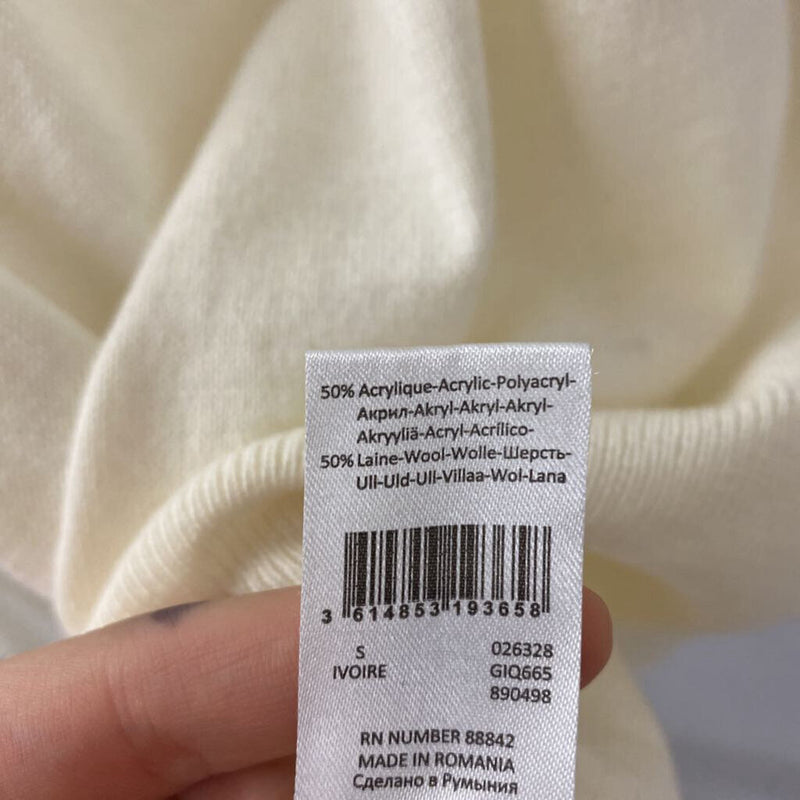 50% Acrylique-Acrylic-Polyacryl-
Акрил-Akryl-Akryl-Akryl-
Akryyliä-Acryl-Acrílico-
50% Laine-Wool-Wolle-Шерсть-
Ull-Uld-Ull-Villaa-Wol-Lana
3 614853 193658
S 026328
IVOIRE GIQ665
890498
RN NUMBER 88842
MADE IN ROMANIA
Сделано в Румыния